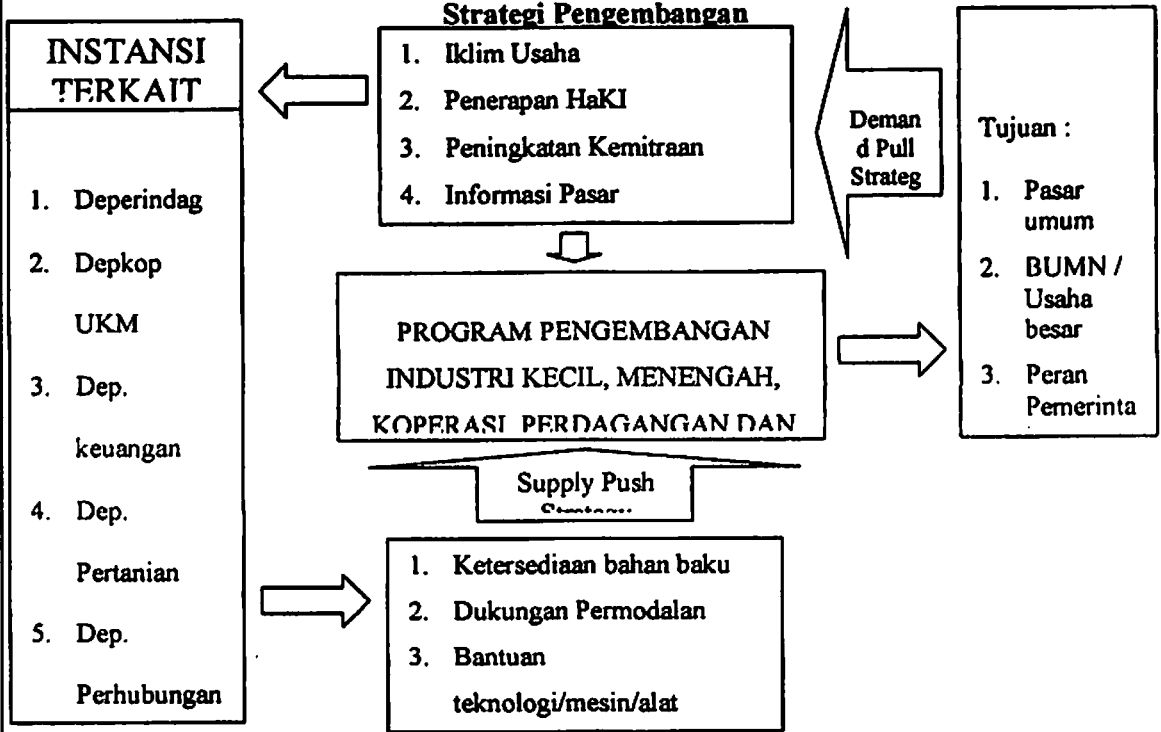 Strategi Pengembangan
INSTANSI
TERKAIT
1. Deperindag
2. Depkop
UKM
3. Dep.
keuangan
4. Dep.
Pertanian
5. Dep.
Perhubungan
1. Iklim Usaha
2. Penerapan HaKI
3. Peningkatan Kemitraan
4. Informasi Pasar
Deman
d Pull
Strateg
Tujuan :
1. Pasar
umum
2. BUMN /
Usaha
besar
3. Peran
Pemerinta
PROGRAM PENGEMBANGAN
INDUSTRI KECIL, MENENGAH,
KOPERASI, PERDAGANGAN DAN
Supply Push
1. Ketersediaan bahan baku
2. Dukungan Permodalan
3. Bantuan
teknologi/mesin/alat